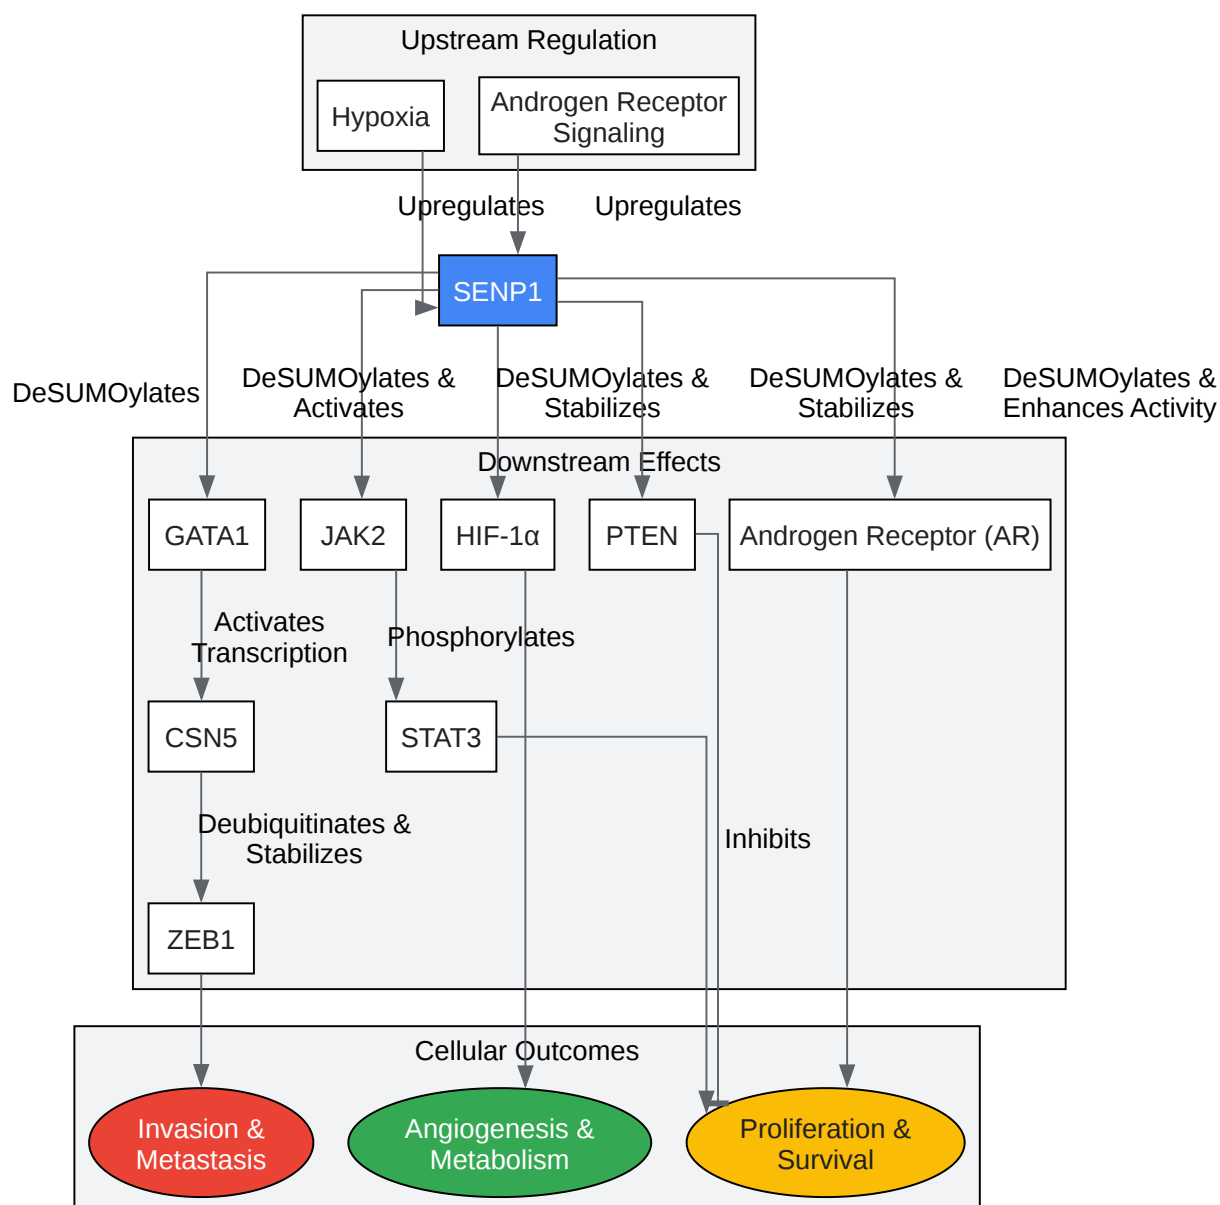 Upstream Regulation
Hypoxia
Androgen Receptor
Signaling
Upregulates
Upregulates
SENP1
DeSUMOylates
DeSUMOylates &
Activates
DeSUMOylates &
Stabilizes
DeSUMOylates &
Stabilizes
DeSUMOylates &
Enhances Activity
Downstream Effects
GATA1
JAK2
HIF-1α
PTEN
Androgen Receptor (AR)
Activates
Transcription
Phosphorylates
CSN5
STAT3
Deubiquitinates &
Stabilizes
Inhibits
ZEB1
Cellular Outcomes
Invasion &
Metastasis
Angiogenesis &
Metabolism
Proliferation &
Survival